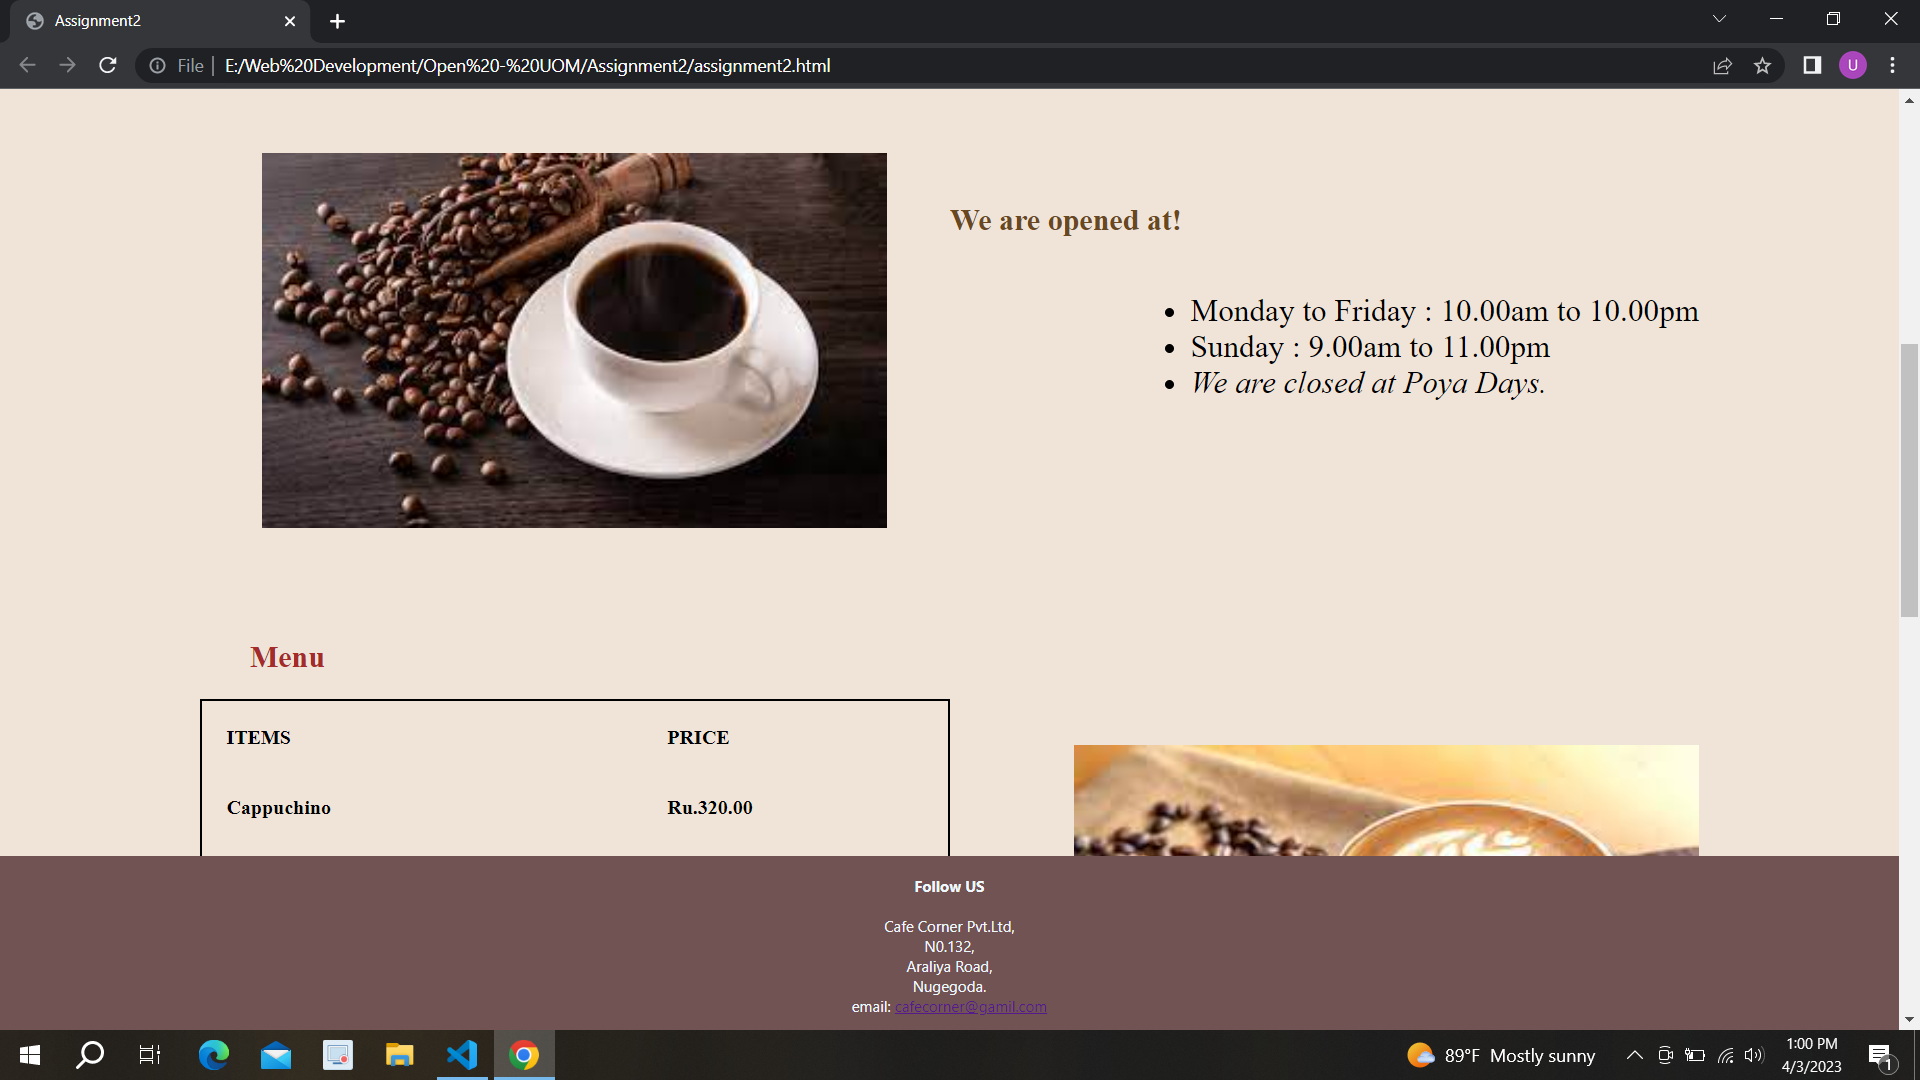 Assignment2
File
E:/Web%20Development/Open%20-%20UOM/Assignment2/assignment2.html
U
We are opened at!
Monday to Friday : 10.00am to 10.00pm
Sunday : 9.00am to 11.00pm
We are closed at Poya Days.
Menu
ITEMS PRICE
Cappuchino Ru.320.00
Follow US
Cafe Corner Pvt.Ltd,
N0.132,
Araliya Road,
Nugegoda.
email: cafecorner@gamil.com
89°F Mostly sunny
1:00 PM
4/3/2023
1